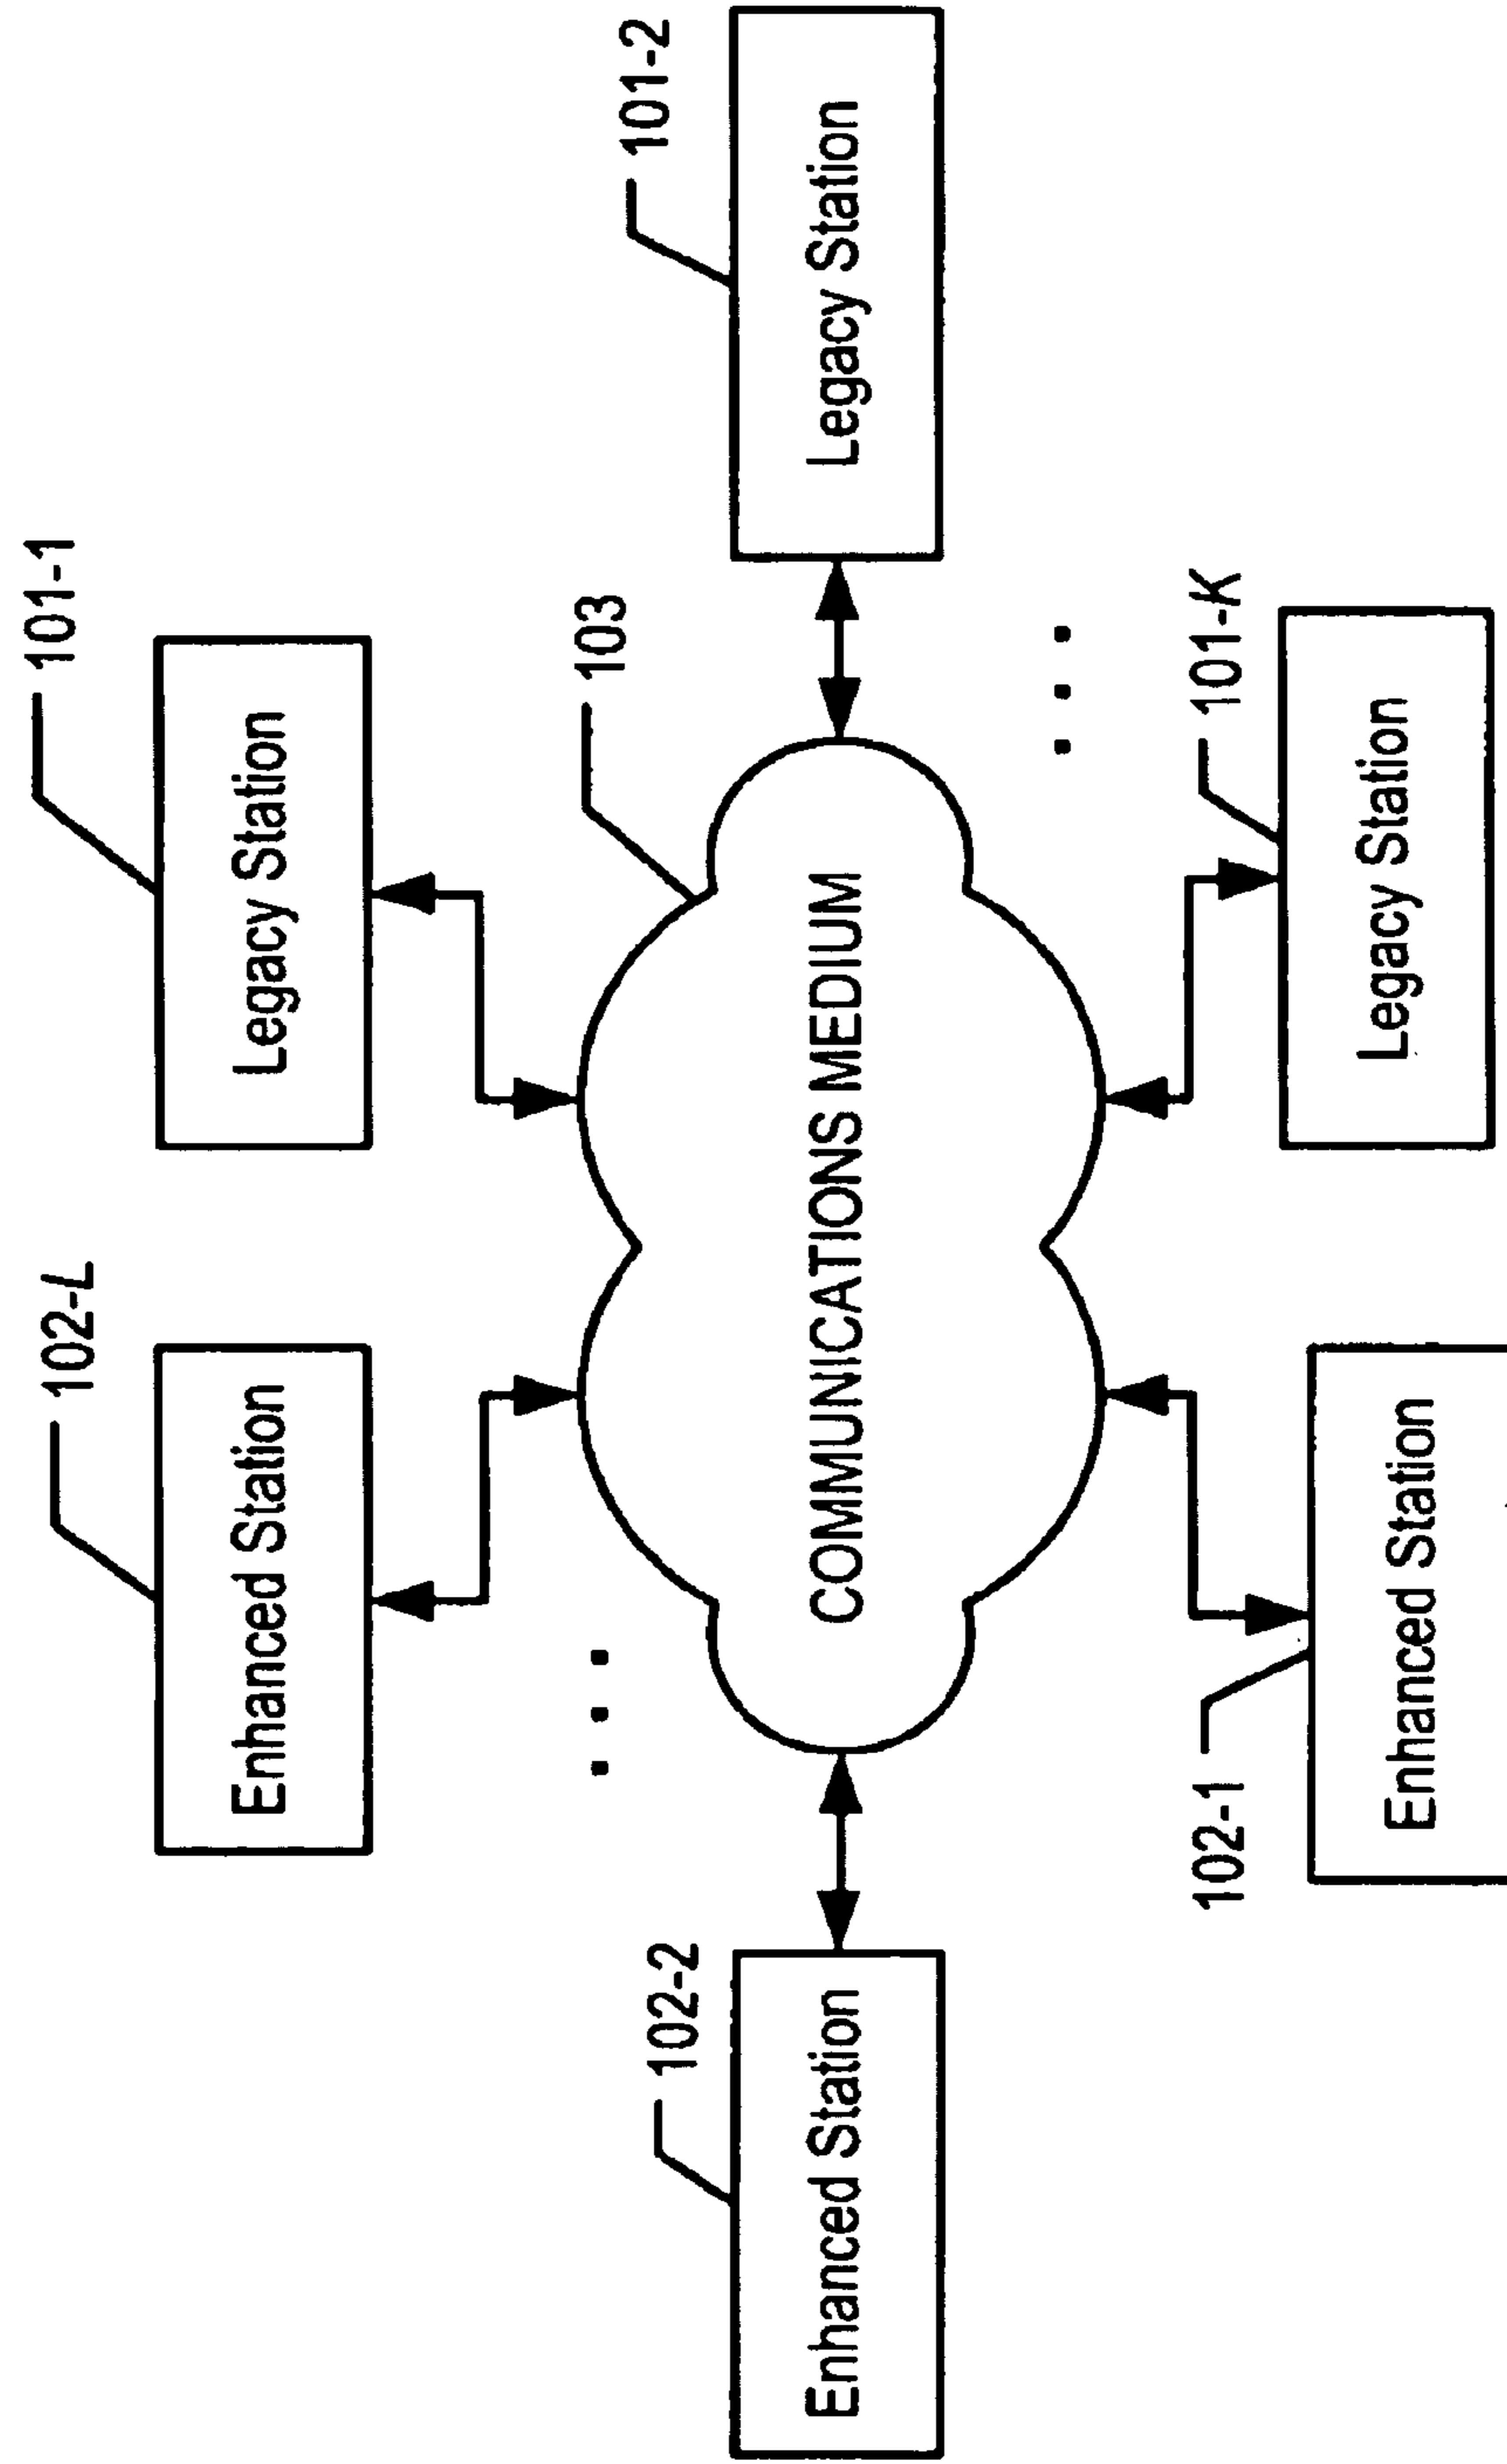 102-L
101-1
Enhanced Station
Legacy Station
102-2
103
101-2
Enhanced Station
COMMUNICATIONS MEDIUM
Legacy Station
. . .
. . .
102-1
101-K
Enhanced Station
Legacy Station